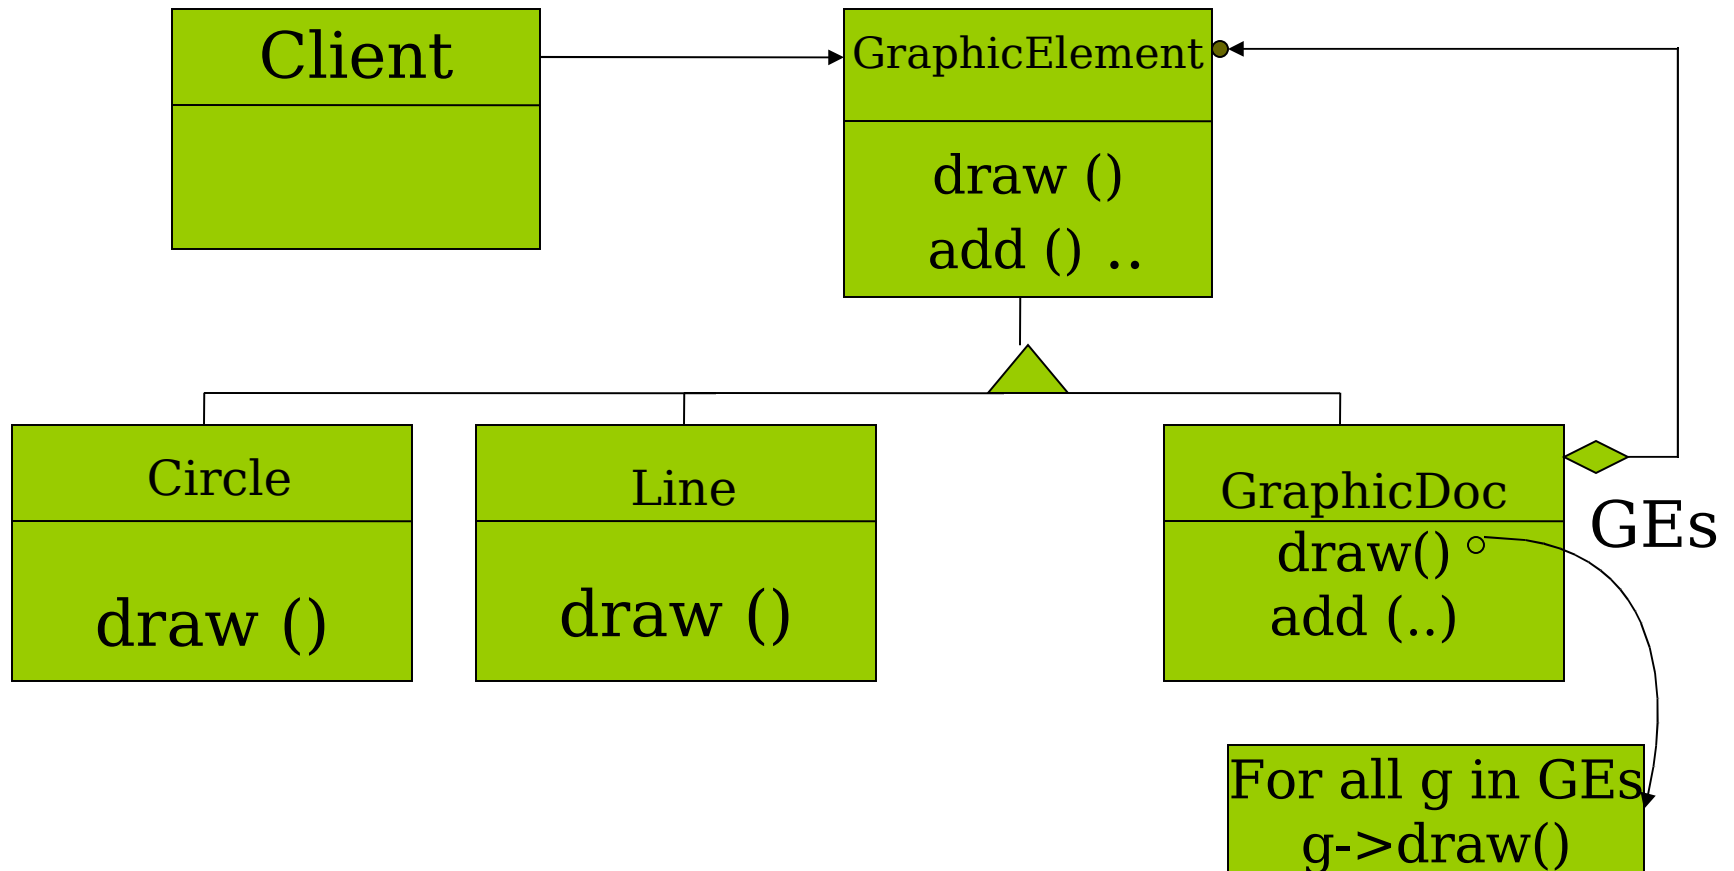 Client
GraphicElement
draw ()
add () ..
Circle
draw ()
Line
draw ()
GraphicDoc
draw()
add (..)
GEs
For all g in GEs
g->draw()